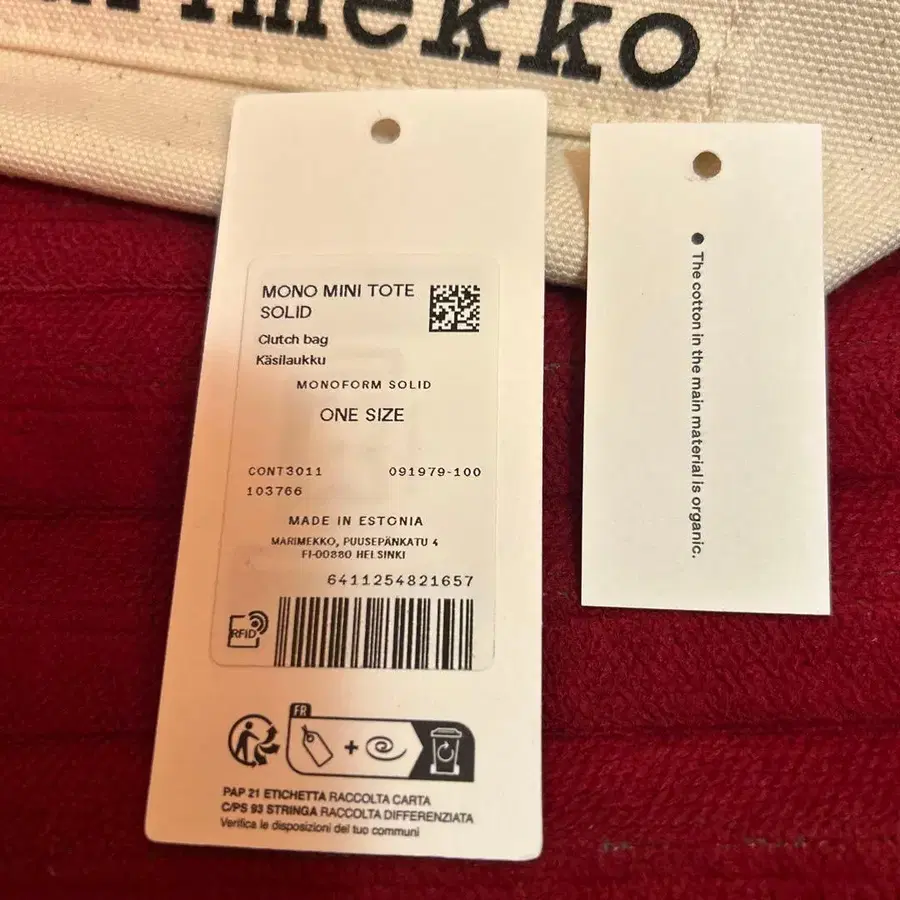 mekko
MONO MINI TOTE
SOLID
Clutch bag
Käsilaukku
MONOFORM SOLID
ONE SIZE
CONT3011 091979-100
103766
MADE IN ESTONIA
MARIMEKKO, PUUSEPÄNKATU 4
FI-00880 HELSINKI
6411254821657
RFID
FR
PAP 21 ETICHETTA RACCOLTA CARTA
C/PS 93 STRINGA RACCOLTA DIFFERENZIATA
Verifica le disposizioni del tuo comuni
The cotton in the main material is organic.